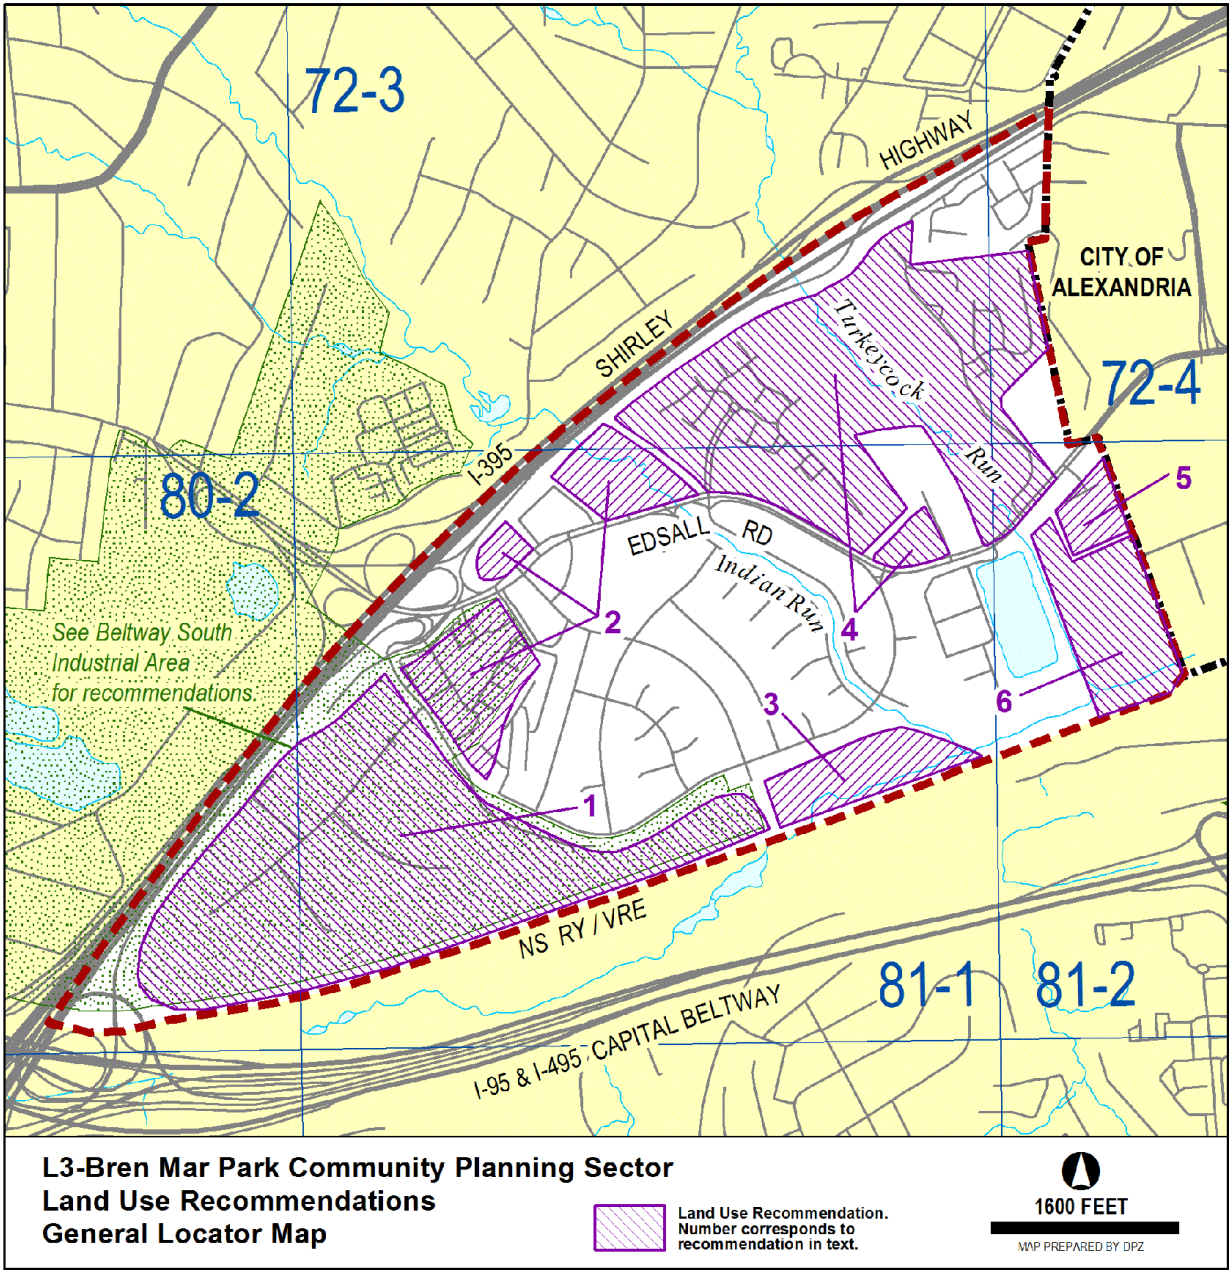 72-3
HIGHWAY
CITY OF
ALEXANDRIA
SHIRLEY
Turkeycock
Run
72-4
I-395
80-2
5
EDSALL RD
Indian Run
See Beltway South
Industrial Area
for recommendations.
2
4
3
6
1
NS RY / VRE
81-1
81-2
I-95 & I-495 CAPITAL BELTWAY
L3-Bren Mar Park Community Planning Sector
Land Use Recommendations
General Locator Map
Land Use Recommendation.
Number corresponds to
recommendation in text.
1600 FEET
MAP PREPARED BY DPZ